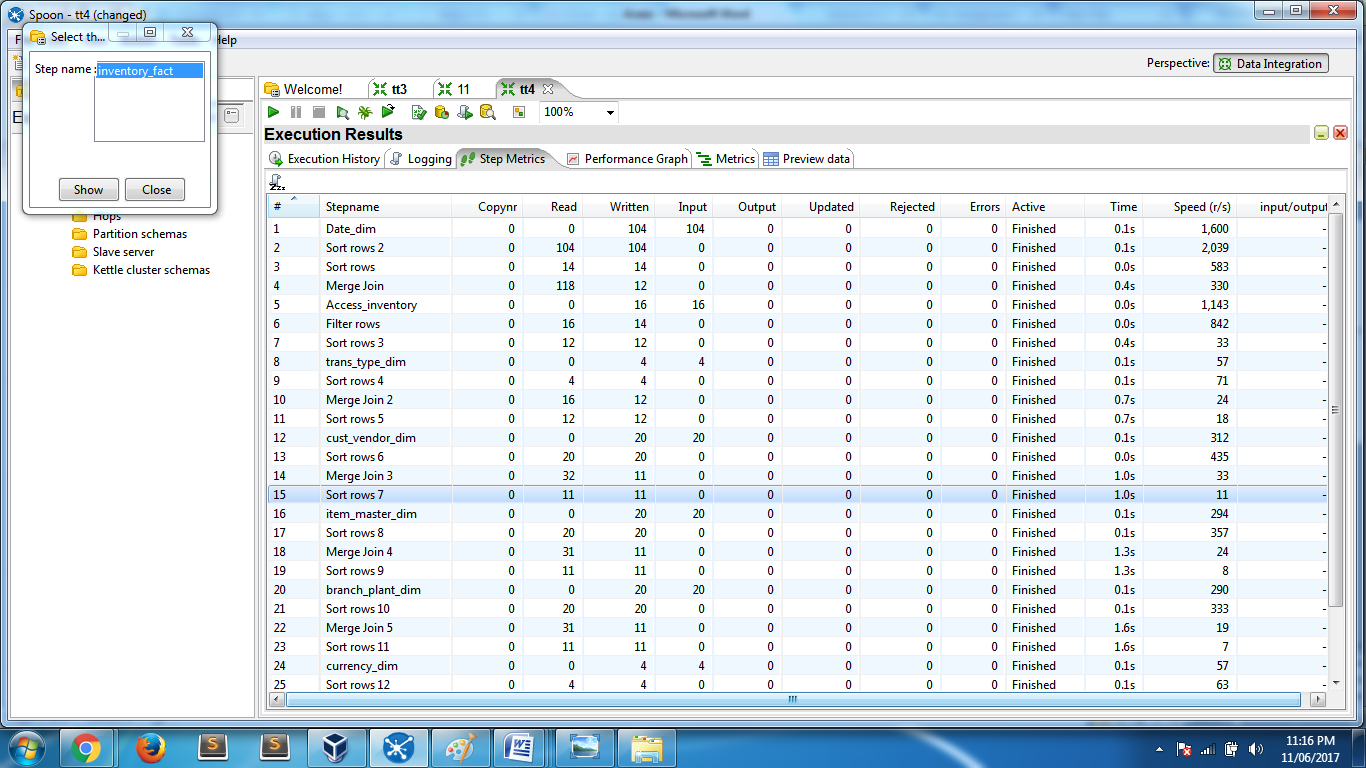 Spoon - tt4 (changed)
Select th...
Help
Step name :
inventory_fact
Show
Close
Hops
Partition schemas
Slave server
Kettle cluster schemas
Perspective: Data Integration
Welcome! tt3 11 tt4
100%
Execution Results
Execution History Logging Step Metrics Performance Graph Metrics Preview data
# Stepname Copynr Read Written Input Output Updated Rejected Errors Active Time Speed (r/s) input/output
1 Date_dim 0 0 104 104 0 0 0 0 Finished 0.1s 1,600 -
2 Sort rows 2 0 104 104 0 0 0 0 0 Finished 0.1s 2,039 -
3 Sort rows 0 14 14 0 0 0 0 0 Finished 0.0s 583 -
4 Merge Join 0 118 12 0 0 0 0 0 Finished 0.4s 330 -
5 Access_inventory 0 0 16 16 0 0 0 0 Finished 0.0s 1,143 -
6 Filter rows 0 16 14 0 0 0 0 0 Finished 0.0s 842 -
7 Sort rows 3 0 12 12 0 0 0 0 0 Finished 0.4s 33 -
8 trans_type_dim 0 0 4 4 0 0 0 0 Finished 0.1s 57 -
9 Sort rows 4 0 4 4 0 0 0 0 0 Finished 0.1s 71 -
10 Merge Join 2 0 16 12 0 0 0 0 0 Finished 0.7s 24 -
11 Sort rows 5 0 12 12 0 0 0 0 0 Finished 0.7s 18 -
12 cust_vendor_dim 0 0 20 20 0 0 0 0 Finished 0.1s 312 -
13 Sort rows 6 0 20 20 0 0 0 0 0 Finished 0.0s 435 -
14 Merge Join 3 0 32 11 0 0 0 0 0 Finished 1.0s 33 -
15 Sort rows 7 0 11 11 0 0 0 0 0 Finished 1.0s 11 -
16 item_master_dim 0 0 20 20 0 0 0 0 Finished 0.1s 294 -
17 Sort rows 8 0 20 20 0 0 0 0 0 Finished 0.1s 357 -
18 Merge Join 4 0 31 11 0 0 0 0 0 Finished 1.3s 24 -
19 Sort rows 9 0 11 11 0 0 0 0 0 Finished 1.3s 8 -
20 branch_plant_dim 0 0 20 20 0 0 0 0 Finished 0.1s 290 -
21 Sort rows 10 0 20 20 0 0 0 0 0 Finished 0.1s 333 -
22 Merge Join 5 0 31 11 0 0 0 0 0 Finished 1.6s 19 -
23 Sort rows 11 0 11 11 0 0 0 0 0 Finished 1.6s 7 -
24 currency_dim 0 0 4 4 0 0 0 0 Finished 0.1s 57 -
25 Sort rows 12 0 4 4 0 0 0 0 0 Finished 0.1s 63 -
11:16 PM
11/06/2017